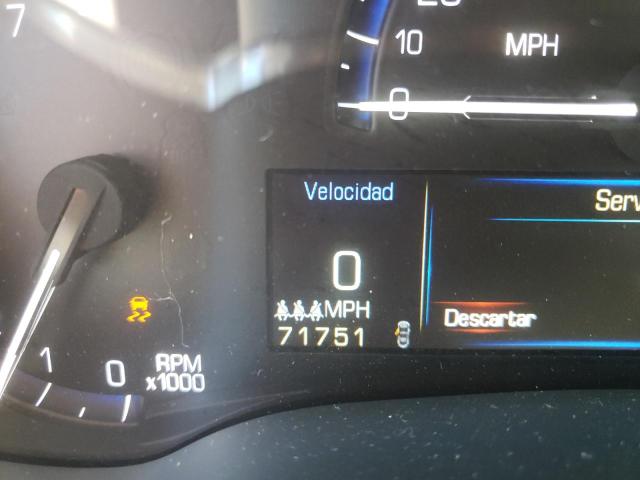 7
10
MPH
0
Velocidad
Serv
0
MPH
71751
Descartar
1
0
RPM
x1000